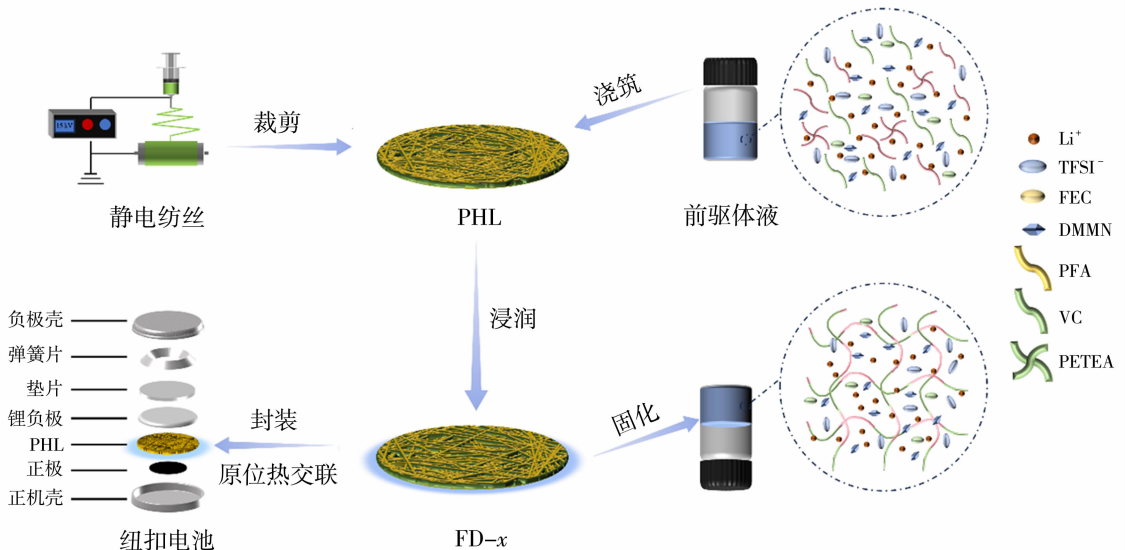 15kV
静电纺丝
裁剪
PHL
浇筑
前驱体液
Li⁺
TFSI⁻
FEC
DMMN
PFA
VC
PETEA
浸润
负极壳
弹簧片
垫片
锂负极
PHL
正极
正机壳
纽扣电池
封装
原位热交联
FD-x
固化